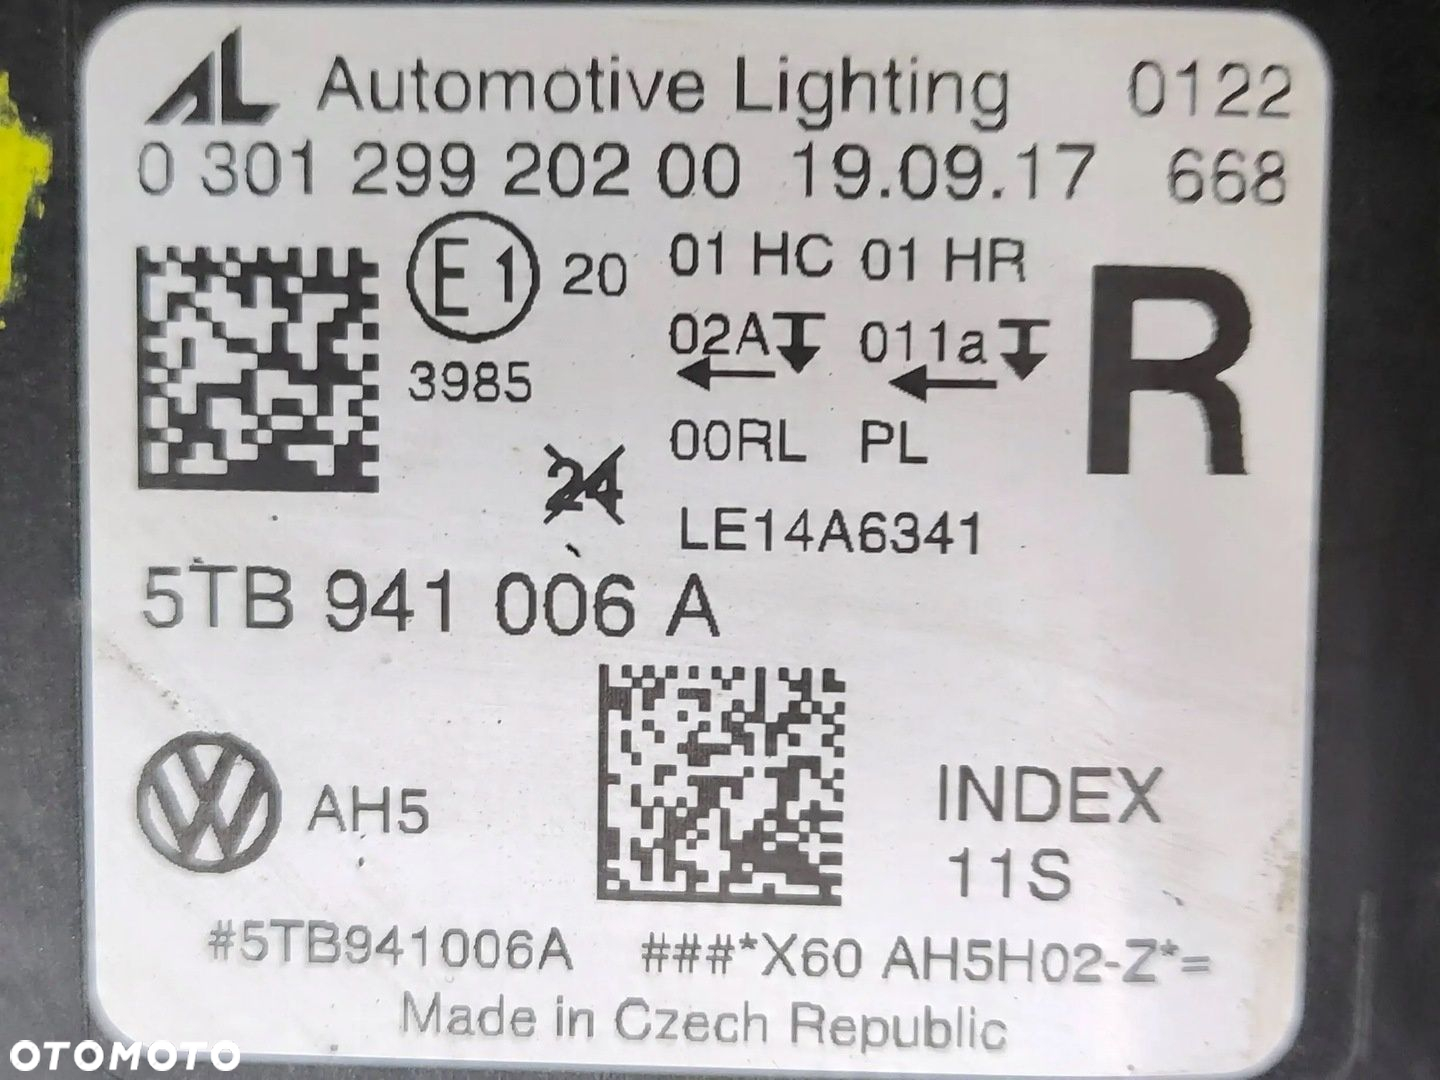 AL Automotive Lighting 0122
0 301 299 202 00 19.09.17 668
E1 20 01 HC 01 HR
02A 011a R
3985
00RL PL
24
LE14A6341
5TB 941 006 A
VW AH5 INDEX
11S
#5TB941006A ###*X60 AH5H02-Z*=
Made in Czech Republic
OTOMOTO